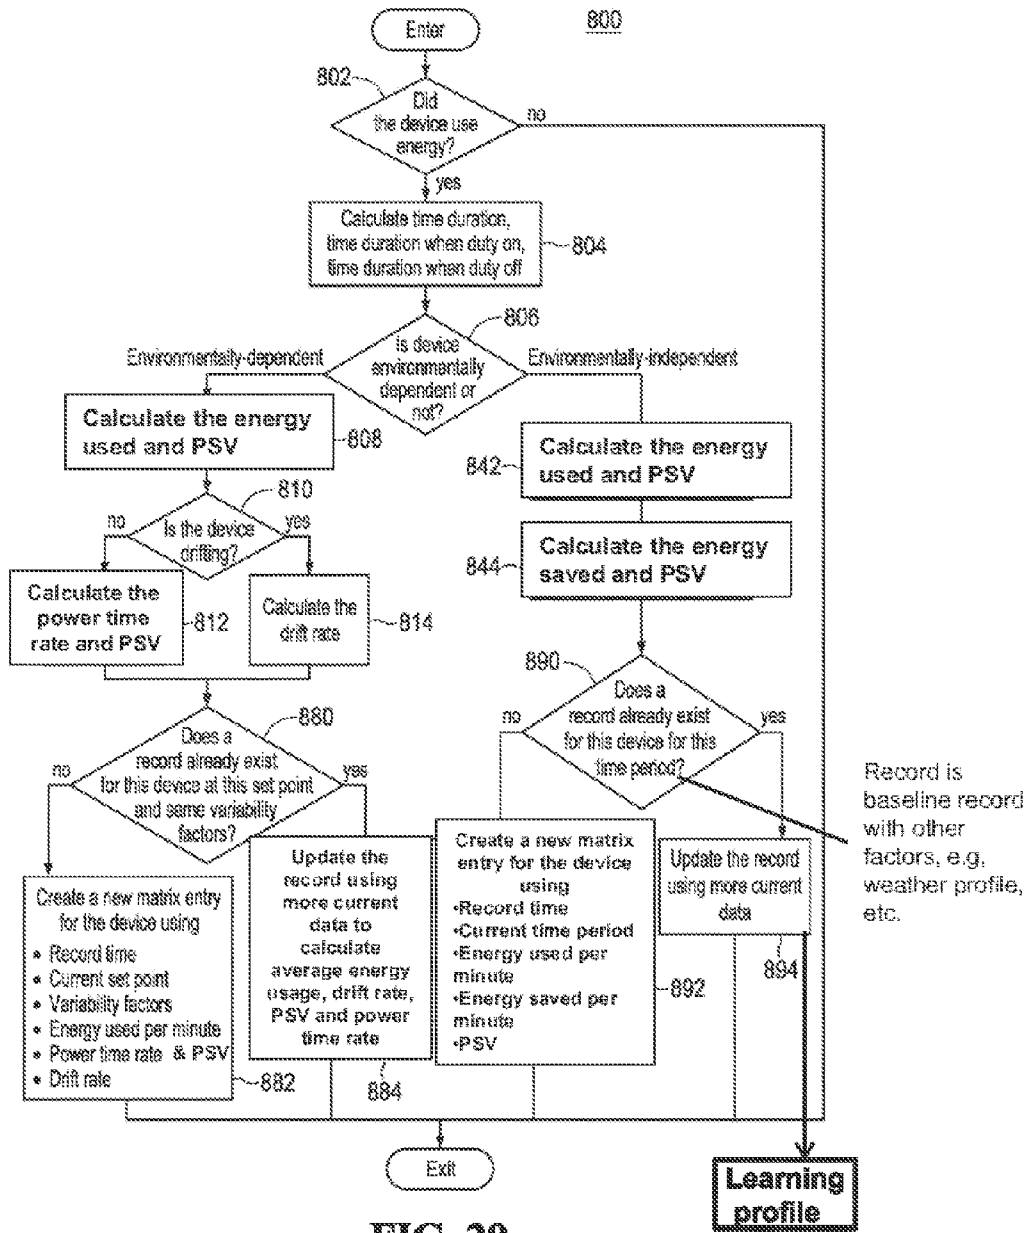 800
Enter
802
Did
the device use
energy?
no
yes
Calculate time duration,
time duration when duty on,
time duration when duty off
804
806
Is device
environmentally
dependent or
not?
Environmentally-dependent
Environmentally-independent
Calculate the energy
used and PSV
808
Calculate the energy
used and PSV
842
810
Is the device
drifting?
no
yes
Calculate the energy
saved and PSV
844
Calculate the
power time
rate and PSV
812
Calculate the
drift rate
814
890
Does a
record already exist
for this device for this
time period?
no
yes
880
Does a
record already exist
for this device at this set point
and same variability
factors?
no
yes
Record is
baseline record
with other
factors, e.g,
weather profile,
etc.
Create a new matrix entry
for the device using
• Record time
• Current set point
• Variability factors
• Energy used per minute
• Power time rate & PSV
• Drift rate
882
Update the
record using
more current
data to
calculate
average energy
usage, drift rate,
PSV and power
time rate
884
Create a new matrix
entry for the device
using
•Record time
•Current time period
•Energy used per
minute
•Energy saved per
minute
•PSV
892
Update the record
using more current
data
894
Exit
Learning
profile